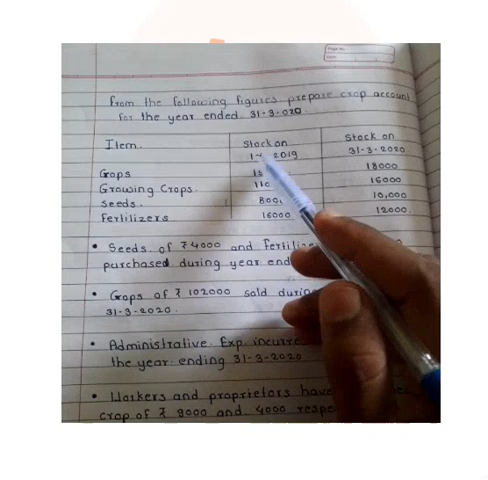 from the following figures prepare crop account
for the year ended 31-3-020
Item. Stock on Stock on
2019 31-3-2020
Crops 18000
Growing Crops. 16000
Seeds. 10,000
Fertilizers 16000 12000
• Seeds of ₹4000 and
purchased during year
• Crops of ₹ 102000 sold
31-3-2020.
• Administrative Exp.
the year ending 31-3-2020
• Workers and proprietors have
crop of ₹ 8000 and 4000